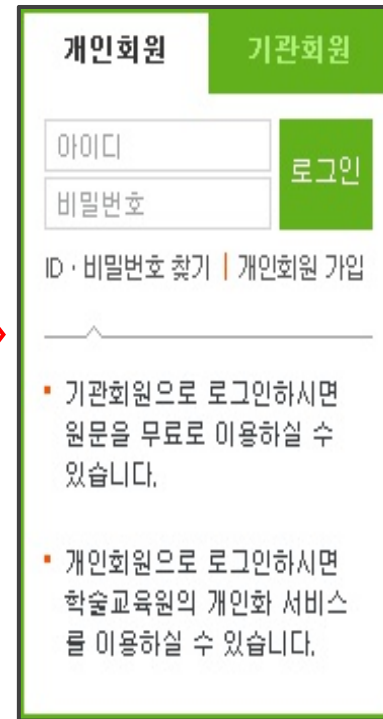 개인회원 기관회원
아이디
로그인
비밀번호
ID · 비밀번호 찾기 | 개인회원 가입
기관회원으로 로그인하시면
원문을 무료로 이용하실 수
있습니다.
개인회원으로 로그인하시면
학술교육원의 개인화 서비스
를 이용하실 수 있습니다.